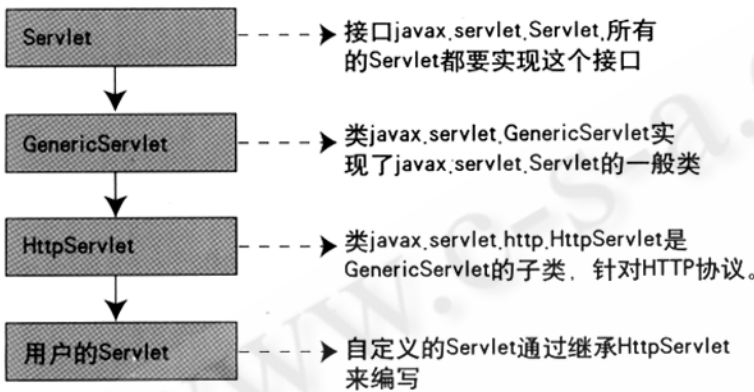 Servlet
接口javax.servlet.Servlet.所有
的Servlet都要实现这个接口
GenericServlet
类javax.servlet.GenericServlet实
现了javax.servlet.Servlet的一般类
HttpServlet
类javax.servlet.http.HttpServlet是
GenericServlet的子类，针对HTTP协议。
用户的Servlet
自定义的Servlet通过继承HttpServlet
来编写
www.c-s-a.